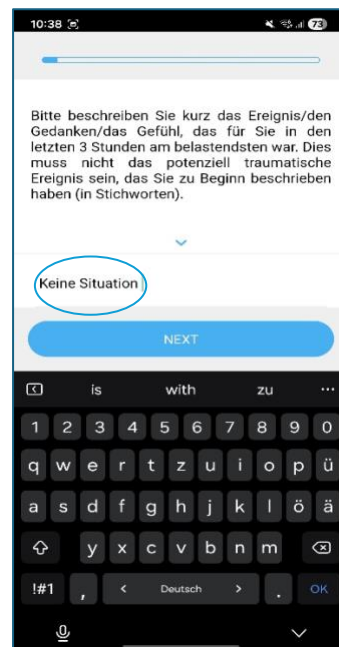 10:38
73
Bitte beschreiben Sie kurz das Ereignis/den
Gedanken/das Gefühl, das für Sie in den
letzten 3 Stunden am belastendsten war. Dies
muss nicht das potenziell traumatische
Ereignis sein, das Sie zu Beginn beschrieben
haben (in Stichworten).
Keine Situation
NEXT
is with zu ...
1 2 3 4 5 6 7 8 9 0
q w e r t z u i o p ü
a s d f g h j k l ö ä
y x c v b n m
!#1 , < Deutsch > . OK